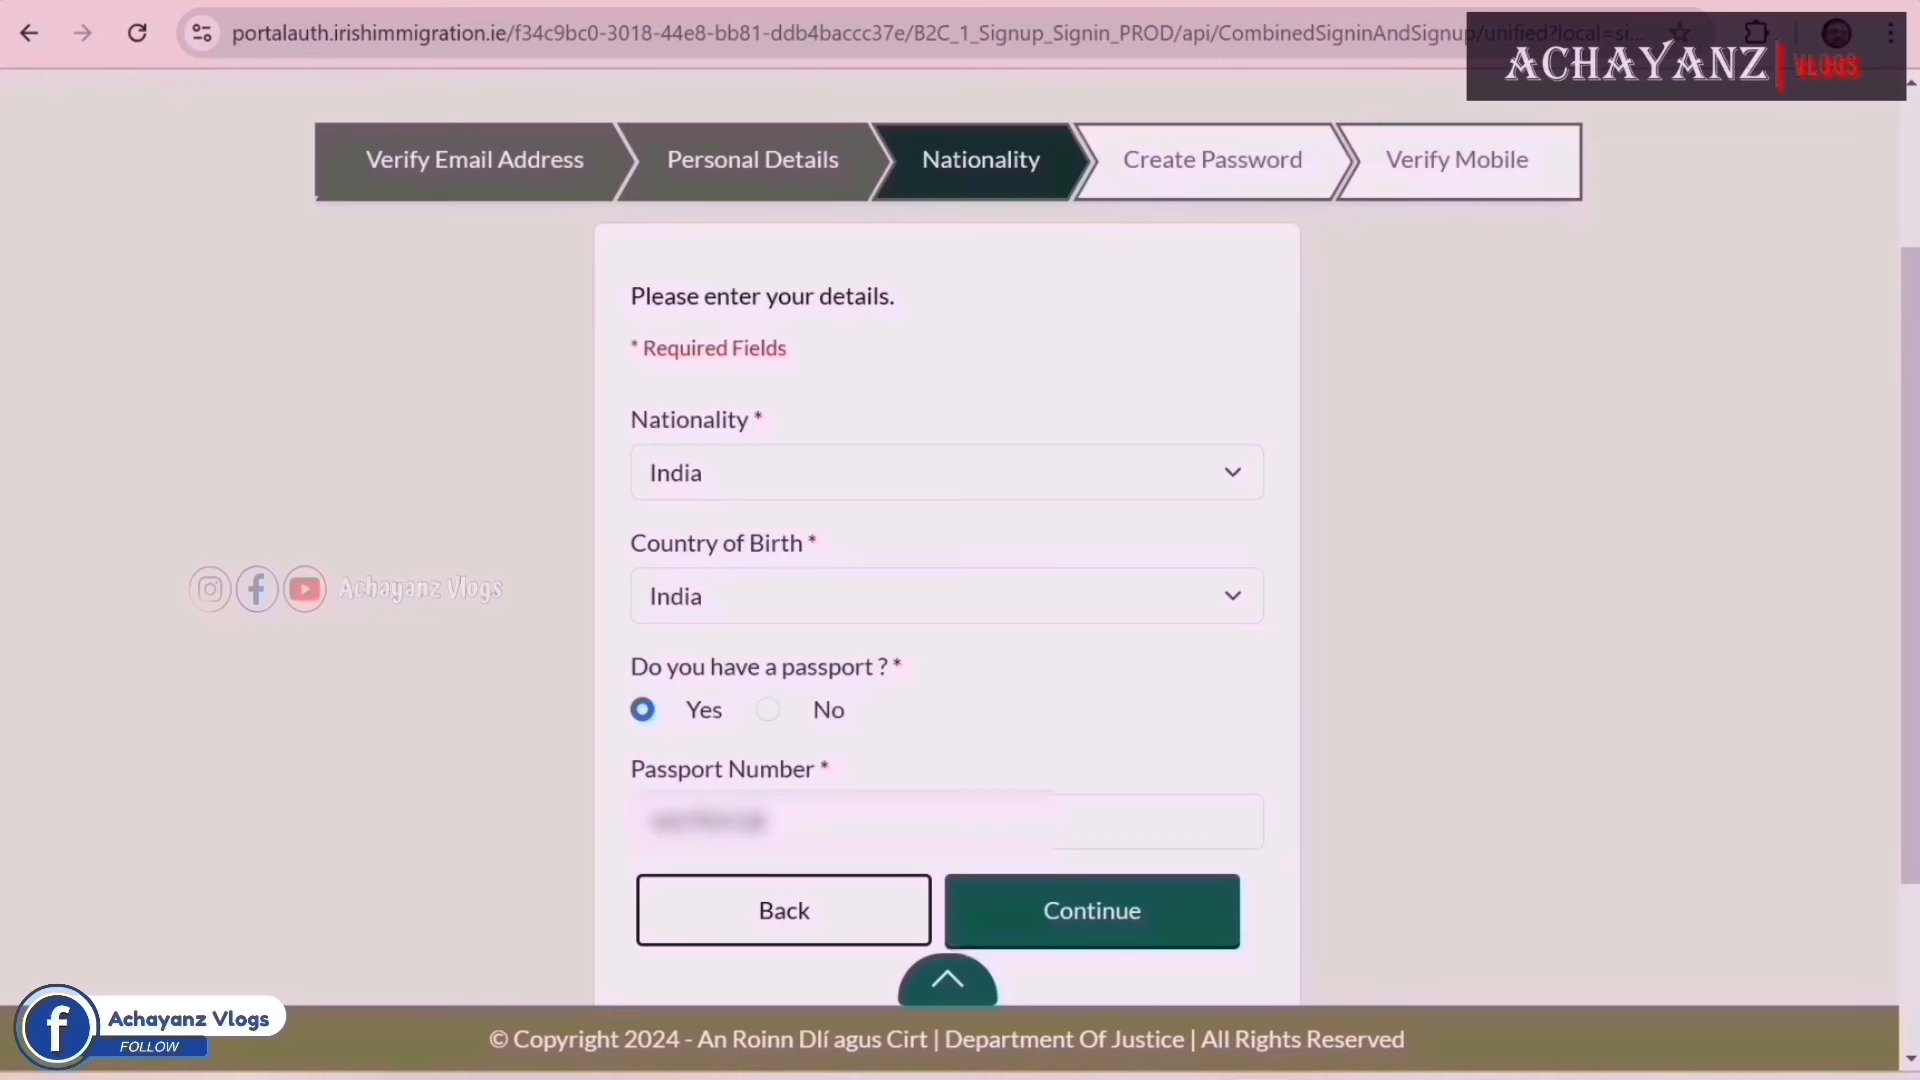 portalauth.irishimmigration.ie/f34c9bc0-3018-44e8-bb81-ddb4baccc37e/B2C_1_Signup_Signin_PROD/api/CombinedSigninAndSignup/unified?local=si...
ACHAYANZ VLOGS
Verify Email Address
Personal Details
Nationality
Create Password
Verify Mobile
Please enter your details.
* Required Fields
Nationality *
India
Country of Birth *
India
Achayanz Vlogs
Do you have a passport ? *
Yes No
Passport Number *
Back
Continue
Achayanz Vlogs
FOLLOW
© Copyright 2024 - An Roinn Dlí agus Cirt | Department Of Justice | All Rights Reserved